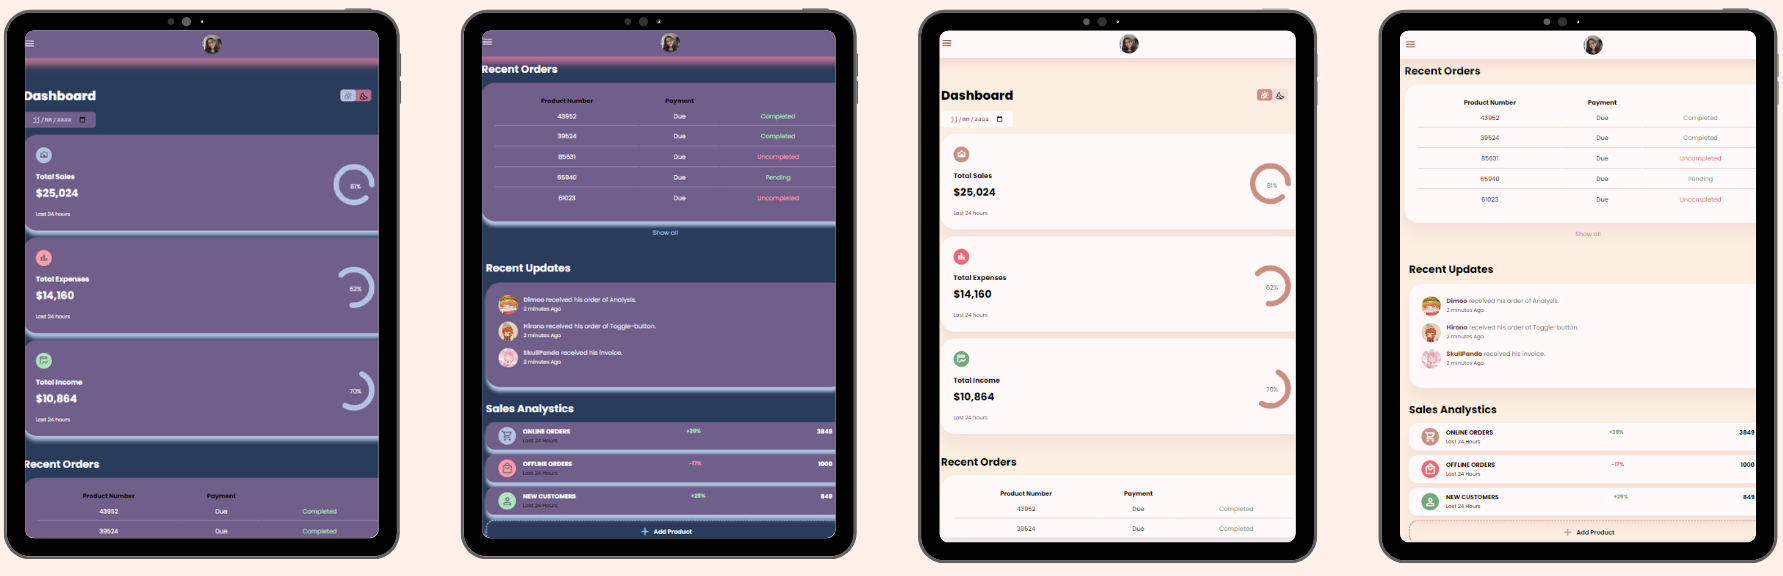 Dashboard
jj/mm/aaaa
Total Sales
$25,024
81%
Last 24 hours
Total Expenses
$14,160
62%
Last 24 hours
Total Income
$10,864
70%
Last 24 hours
Recent Orders
Product Number Payment
43952 Due Completed
39524 Due Completed
Recent Orders
Product Number Payment
43952 Due Completed
39524 Due Completed
85631 Due Uncompleted
65940 Due Pending
61023 Due Uncompleted
Show all
Recent Updates
Dimoo received his order of Analysis.
2 minutes Ago
Hirono received his order of Toggle-button.
2 minutes Ago
SkullPanda received his invoice.
2 minutes Ago
Sales Analystics
ONLINE ORDERS +39% 3849
Last 24 Hours
OFFLINE ORDERS -17% 1000
Last 24 Hours
NEW CUSTOMERS +25% 849
Last 24 Hours
Add Product
Dashboard
jj/mm/aaaa
Total Sales
$25,024
81%
Last 24 hours
Total Expenses
$14,160
62%
Last 24 hours
Total Income
$10,864
70%
Last 24 hours
Recent Orders
Product Number Payment
43952 Due Completed
39524 Due Completed
Recent Orders
Product Number Payment
43952 Due Completed
39524 Due Completed
85631 Due Uncompleted
65940 Due Pending
61023 Due Uncompleted
Show all
Recent Updates
Dimoo received his order of Analysis.
2 minutes Ago
Hirono received his order of Toggle-button.
2 minutes Ago
SkullPanda received his invoice.
2 minutes Ago
Sales Analystics
ONLINE ORDERS +39% 3849
Last 24 Hours
OFFLINE ORDERS -17% 1000
Last 24 Hours
NEW CUSTOMERS +25% 849
Last 24 Hours
Add Product